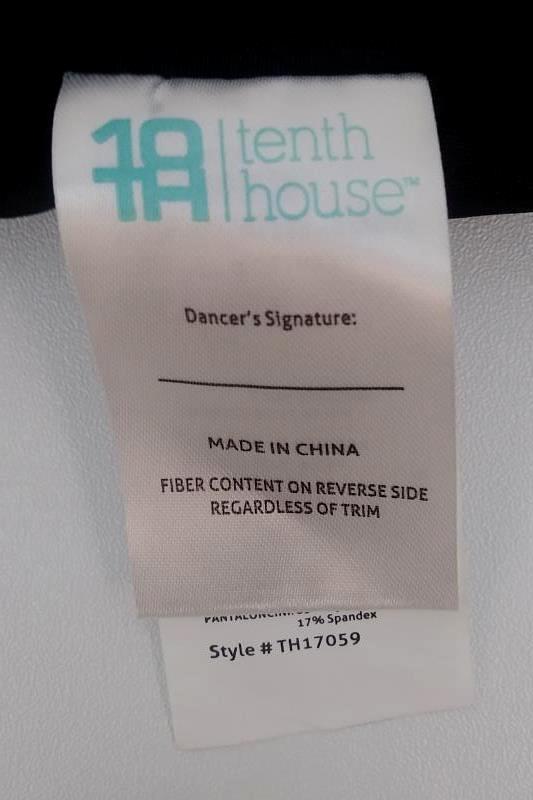 10
TH
tenth
house™
Dancer's Signature:
MADE IN CHINA
FIBER CONTENT ON REVERSE SIDE
REGARDLESS OF TRIM
17% Spandex
Style # TH17059